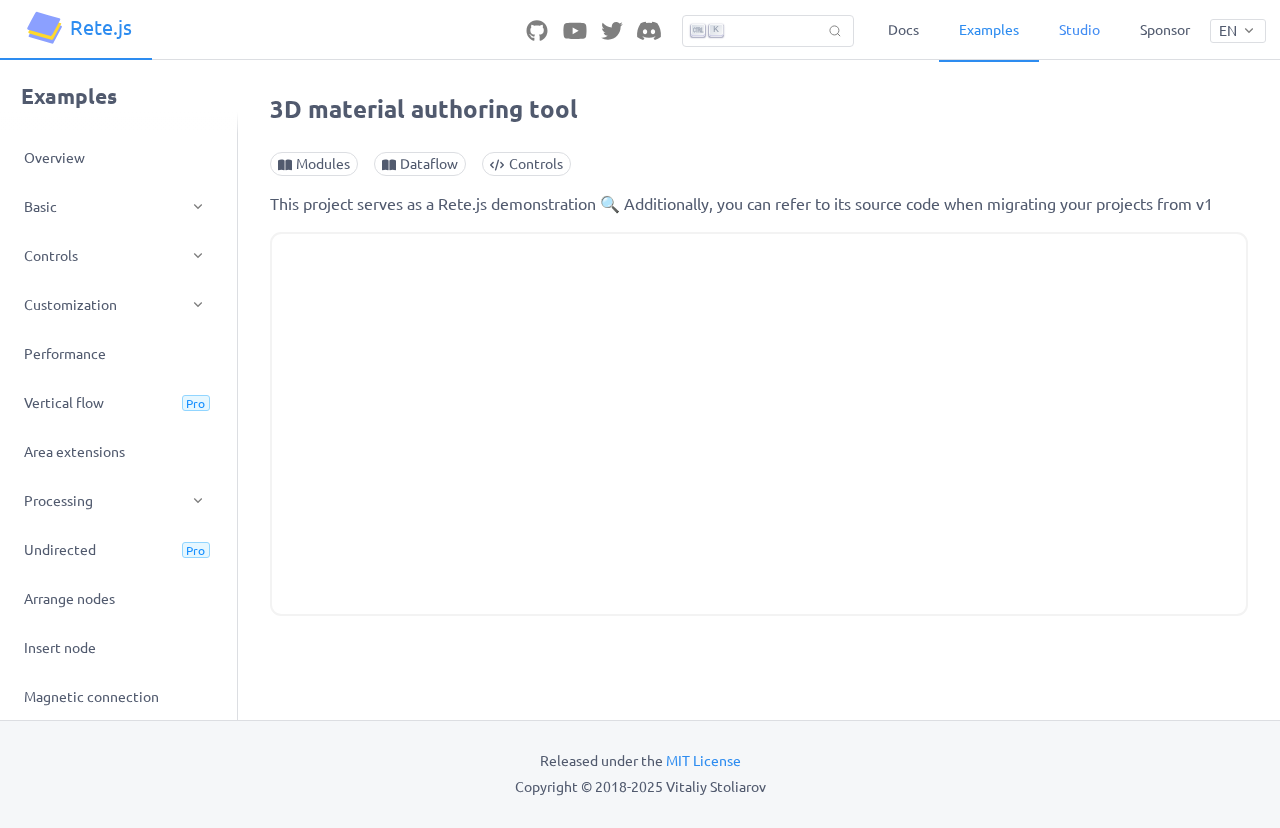 Rete.js
K
Docs
Examples
Studio
Sponsor
EN
Examples
Overview
Basic
Controls
Customization
Performance
Vertical flow
Pro
Area extensions
Processing
Undirected
Pro
Arrange nodes
Insert node
Magnetic connection
3D material authoring tool
Modules
Dataflow
Controls
This project serves as a Rete.js demonstration 🔍 Additionally, you can refer to its source code when migrating your projects from v1
Released under the MIT License
Copyright © 2018-2025 Vitaliy Stoliarov